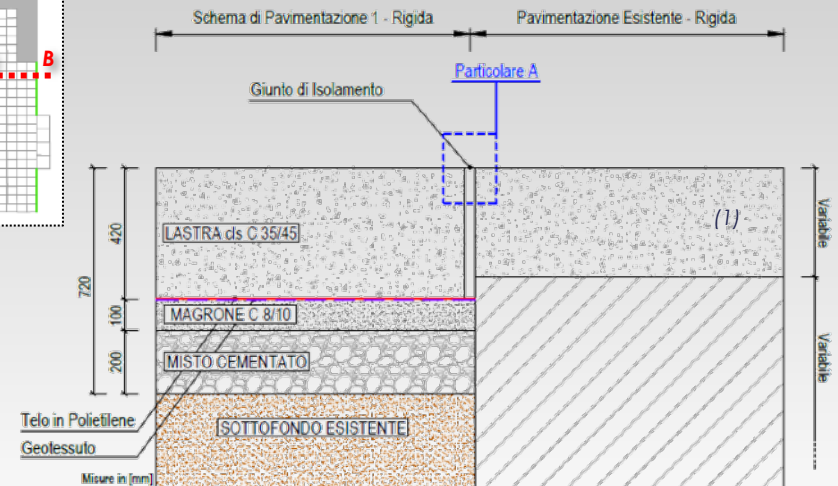 Schema di Pavimentazione 1 - Rigida
Pavimentazione Esistente - Rigida
B
Particolare A
Giunto di Isolamento
(1)
LASTRA cls C 35/45
420
Variabile
720
MAGRONE C 8/10
100
MISTO CEMENTATO
200
Variabile
Telo in Polietilene
SOTTOFONDO ESISTENTE
Geotessuto
Misure in [mm]